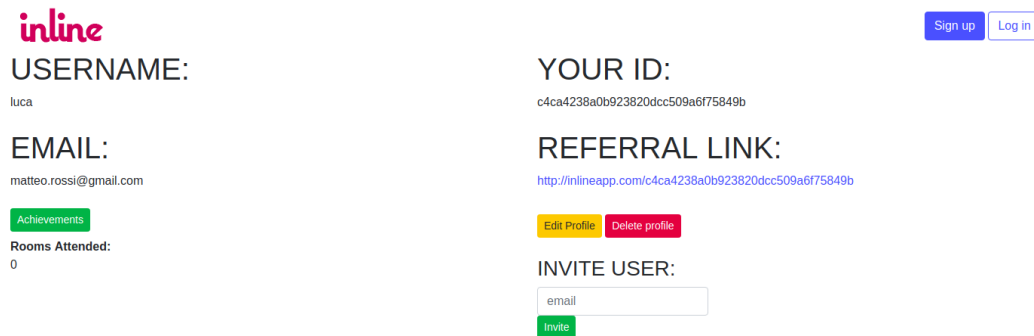 inline
Sign up
Log in
USERNAME:
luca
EMAIL:
matteo.rossi@gmail.com
Achievements
Rooms Attended:
0
YOUR ID:
c4ca4238a0b923820dcc509a6f75849b
REFERRAL LINK:
http://inlineapp.com/c4ca4238a0b923820dcc509a6f75849b
Edit Profile
Delete profile
INVITE USER:
email
Invite